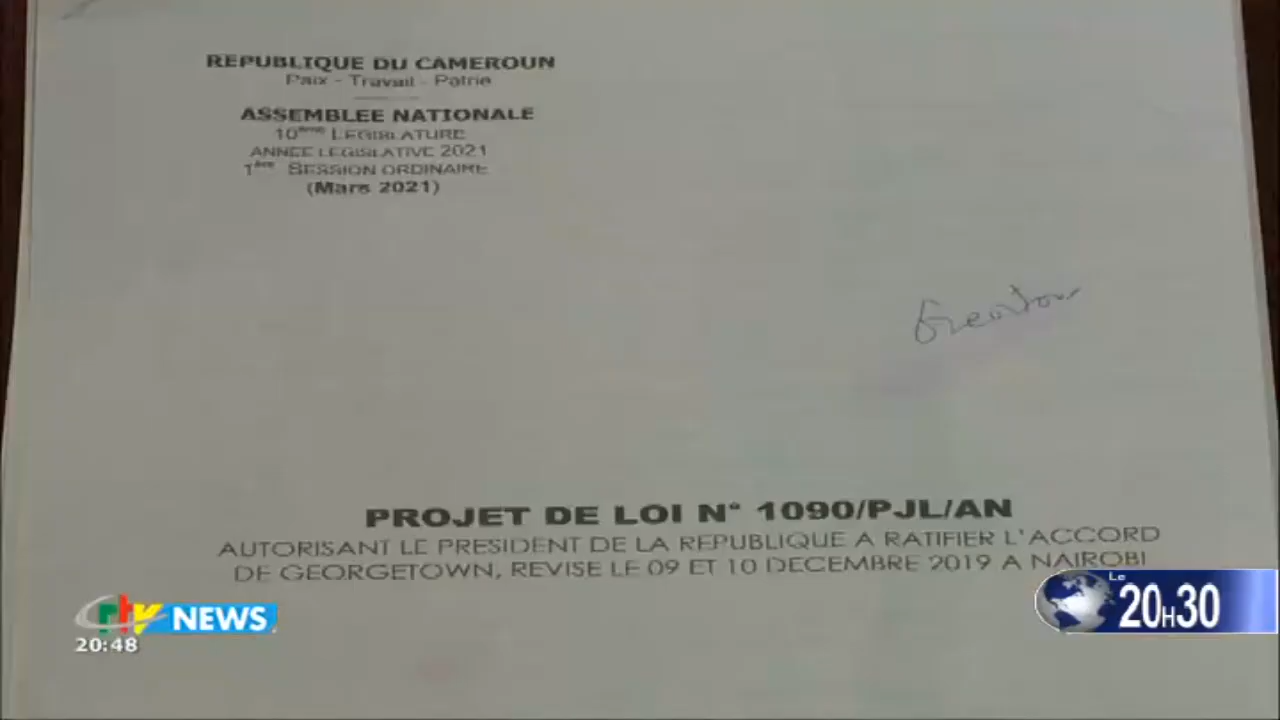 REPUBLIQUE DU CAMEROUN
Paix - Travail - Patrie
ASSEMBLEE NATIONALE
10ème LEGISLATURE
ANNEE LEGISLATIVE 2021
1ère SESSION ORDINAIRE
(Mars 2021)
PROJET DE LOI N° 1090/PJL/AN
AUTORISANT LE PRESIDENT DE LA REPUBLIQUE A RATIFIER L'ACCORD
DE GEORGETOWN, REVISE LE 09 ET 10 DECEMBRE 2019 A NAIROBI
rtv NEWS
20:48
Le
20H30